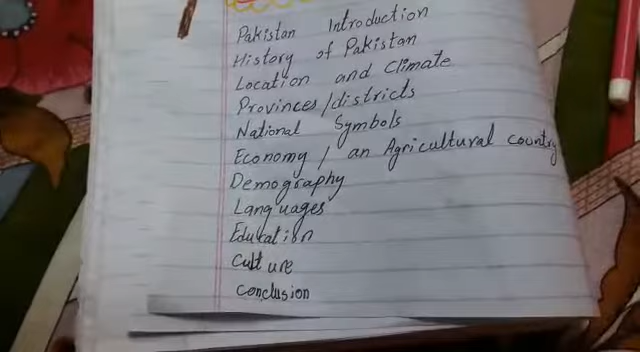 Pakistan Introduction
History of Pakistan
Location and Climate
Provinces/districts
National Symbols
Economy / an Agricultural country
Demography
Languages
Education
Culture
Conclusion